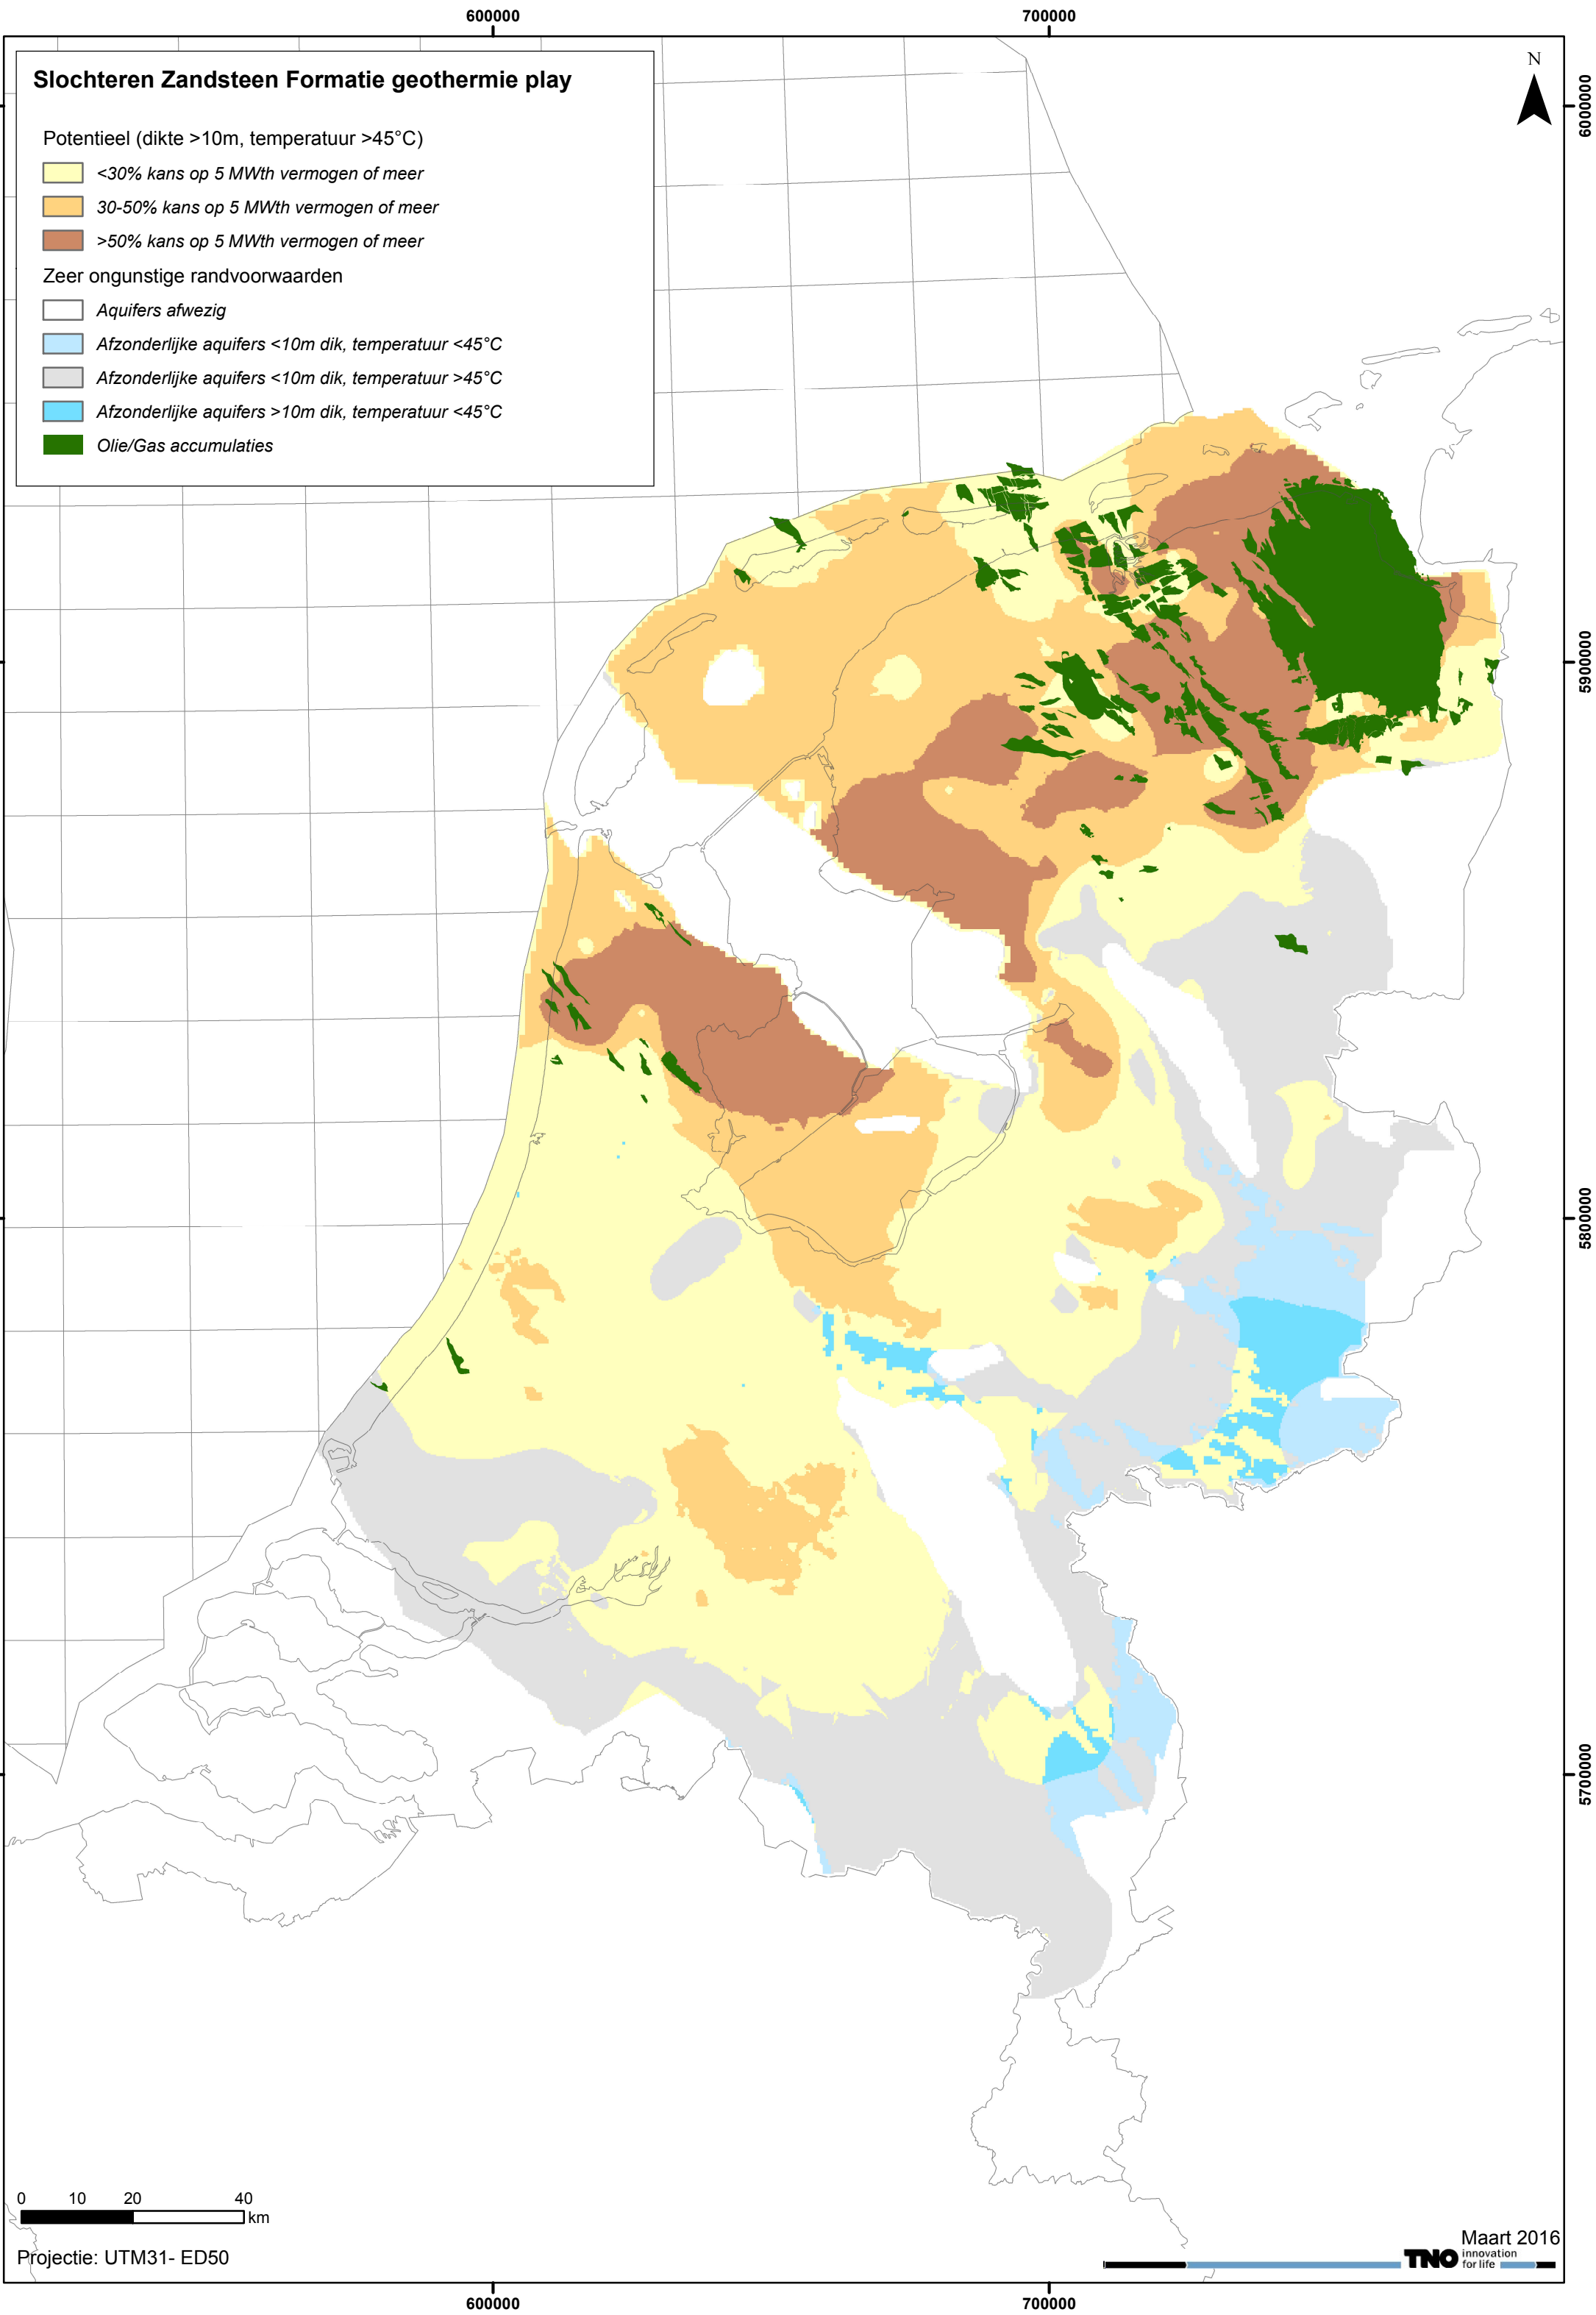 600000
700000
Slochteren Zandsteen Formatie geothermie play
Potentieel (dikte >10m, temperatuur >45°C)
<30% kans op 5 MWth vermogen of meer
30-50% kans op 5 MWth vermogen of meer
>50% kans op 5 MWth vermogen of meer
Zeer ongunstige randvoorwaarden
Aquifers afwezig
Afzonderlijke aquifers <10m dik, temperatuur <45°C
Afzonderlijke aquifers <10m dik, temperatuur >45°C
Afzonderlijke aquifers >10m dik, temperatuur <45°C
Olie/Gas accumulaties
N
6000000
5900000
5800000
5700000
0 10 20 40
km
Projectie: UTM31- ED50
Maart 2016
TNO innovation
for life
600000
700000